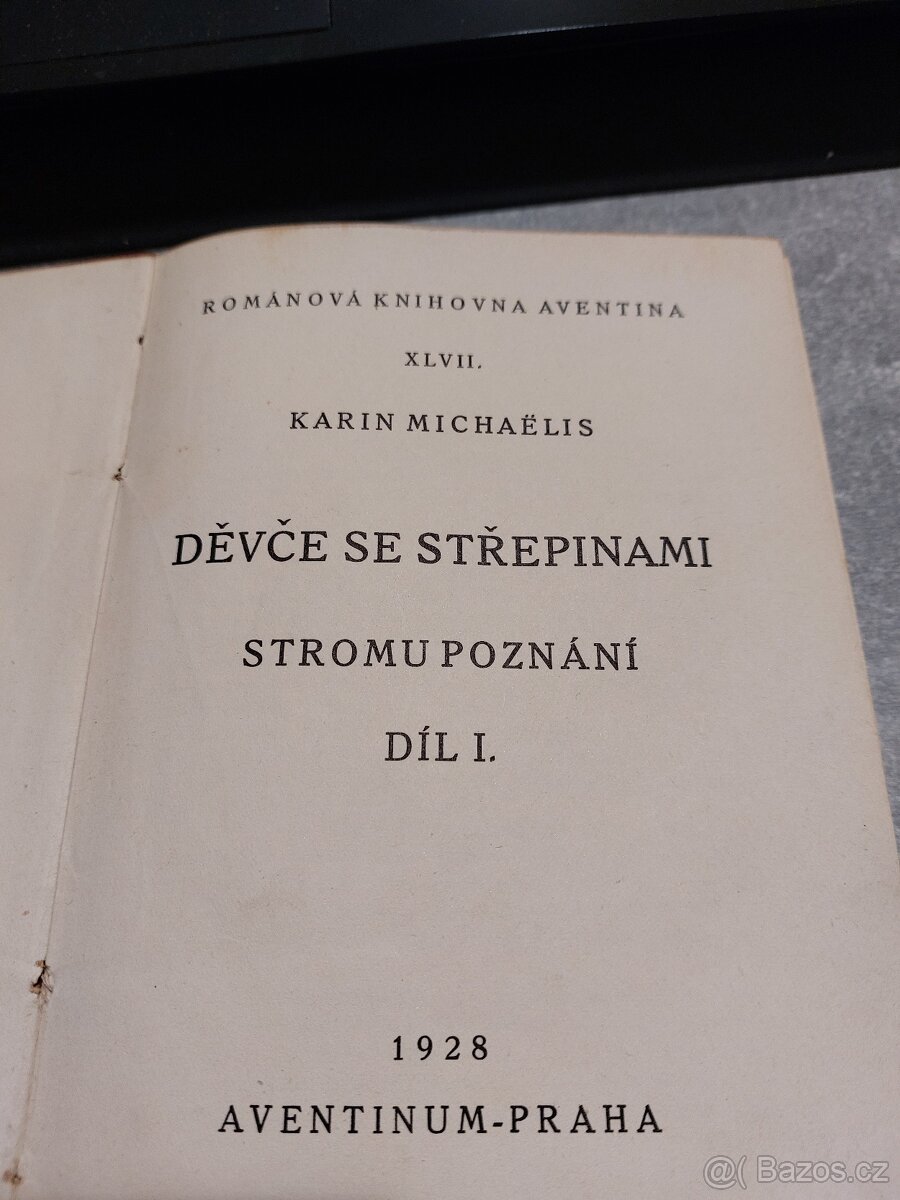 ROMÁNOVÁ KNIHOVNA AVENTINA
XLVII.
KARIN MICHAËLIS
DĚVČE SE STŘEPINAMI
STROMU POZNÁNÍ
DÍL I.
1928
AVENTINUM-PRAHA
@( Bazos.cz